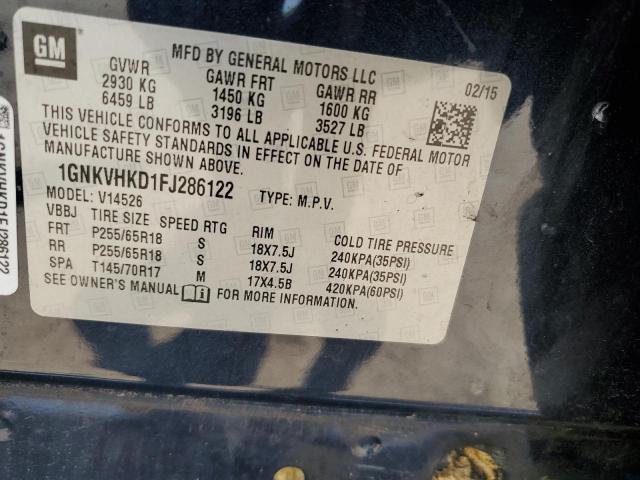 GM
MFD BY GENERAL MOTORS LLC
02/15
GVWR GAWR FRT GAWR RR
2930 KG 1450 KG 1600 KG
6459 LB 3196 LB 3527 LB
THIS VEHICLE CONFORMS TO ALL APPLICABLE U.S. FEDERAL MOTOR
VEHICLE SAFETY STANDARDS IN EFFECT ON THE DATE OF
MANUFACTURE SHOWN ABOVE.
1GNKVHKD1FJ286122 TYPE: M.P.V.
MODEL: V14526
VBBJ TIRE SIZE SPEED RTG RIM COLD TIRE PRESSURE
FRT P255/65R18 S 18X7.5J 240KPA(35PSI)
RR P255/65R18 S 18X7.5J 240KPA(35PSI)
SPA T145/70R17 M 17X4.5B 420KPA(60PSI)
SEE OWNER'S MANUAL FOR MORE INFORMATION.
1GNKVHKD1FJ286122